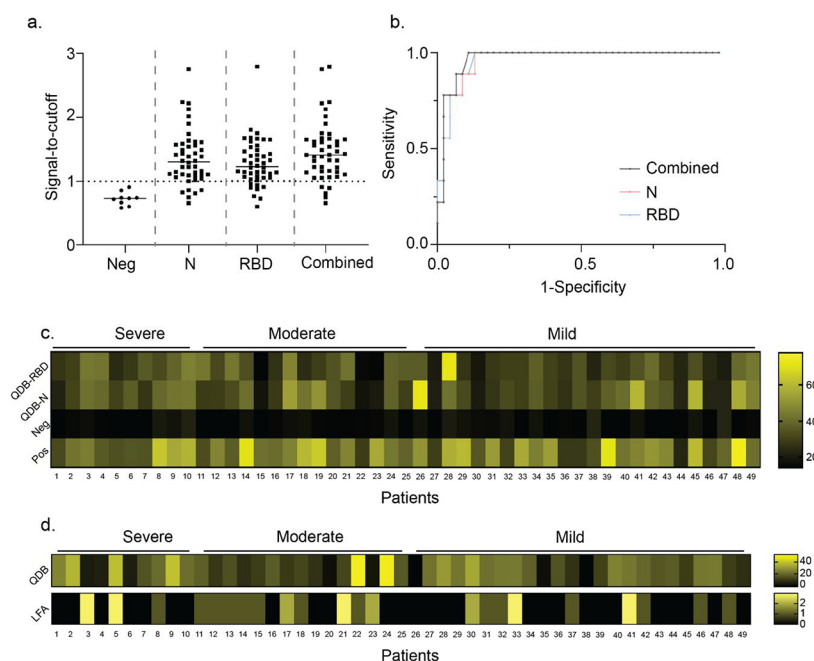 a.
b.
3
2
1
0
Signal-to-cutoff
Neg N RBD Combined
1.0
0.5
0.0
Sensitivity
Combined
N
RBD
0.0 0.5 1.0
1-Specificity
c.
Severe Moderate Mild
QDB-RBD
QDB-N
Neg
Pos
60
40
20
1 2 3 4 5 6 7 8 9 10 11 12 13 14 15 16 17 18 19 20 21 22 23 24 25 26 27 28 29 30 31 32 33 34 35 36 37 38 39 40 41 42 43 44 45 46 47 48 49
Patients
d.
Severe Moderate Mild
QDB
40
20
0
LFA
2
1
0
1 2 3 4 5 6 7 8 9 10 11 12 13 14 15 16 17 18 19 20 21 22 23 24 25 26 27 28 29 30 31 32 33 34 35 36 37 38 39 40 41 42 43 44 45 46 47 48 49
Patients